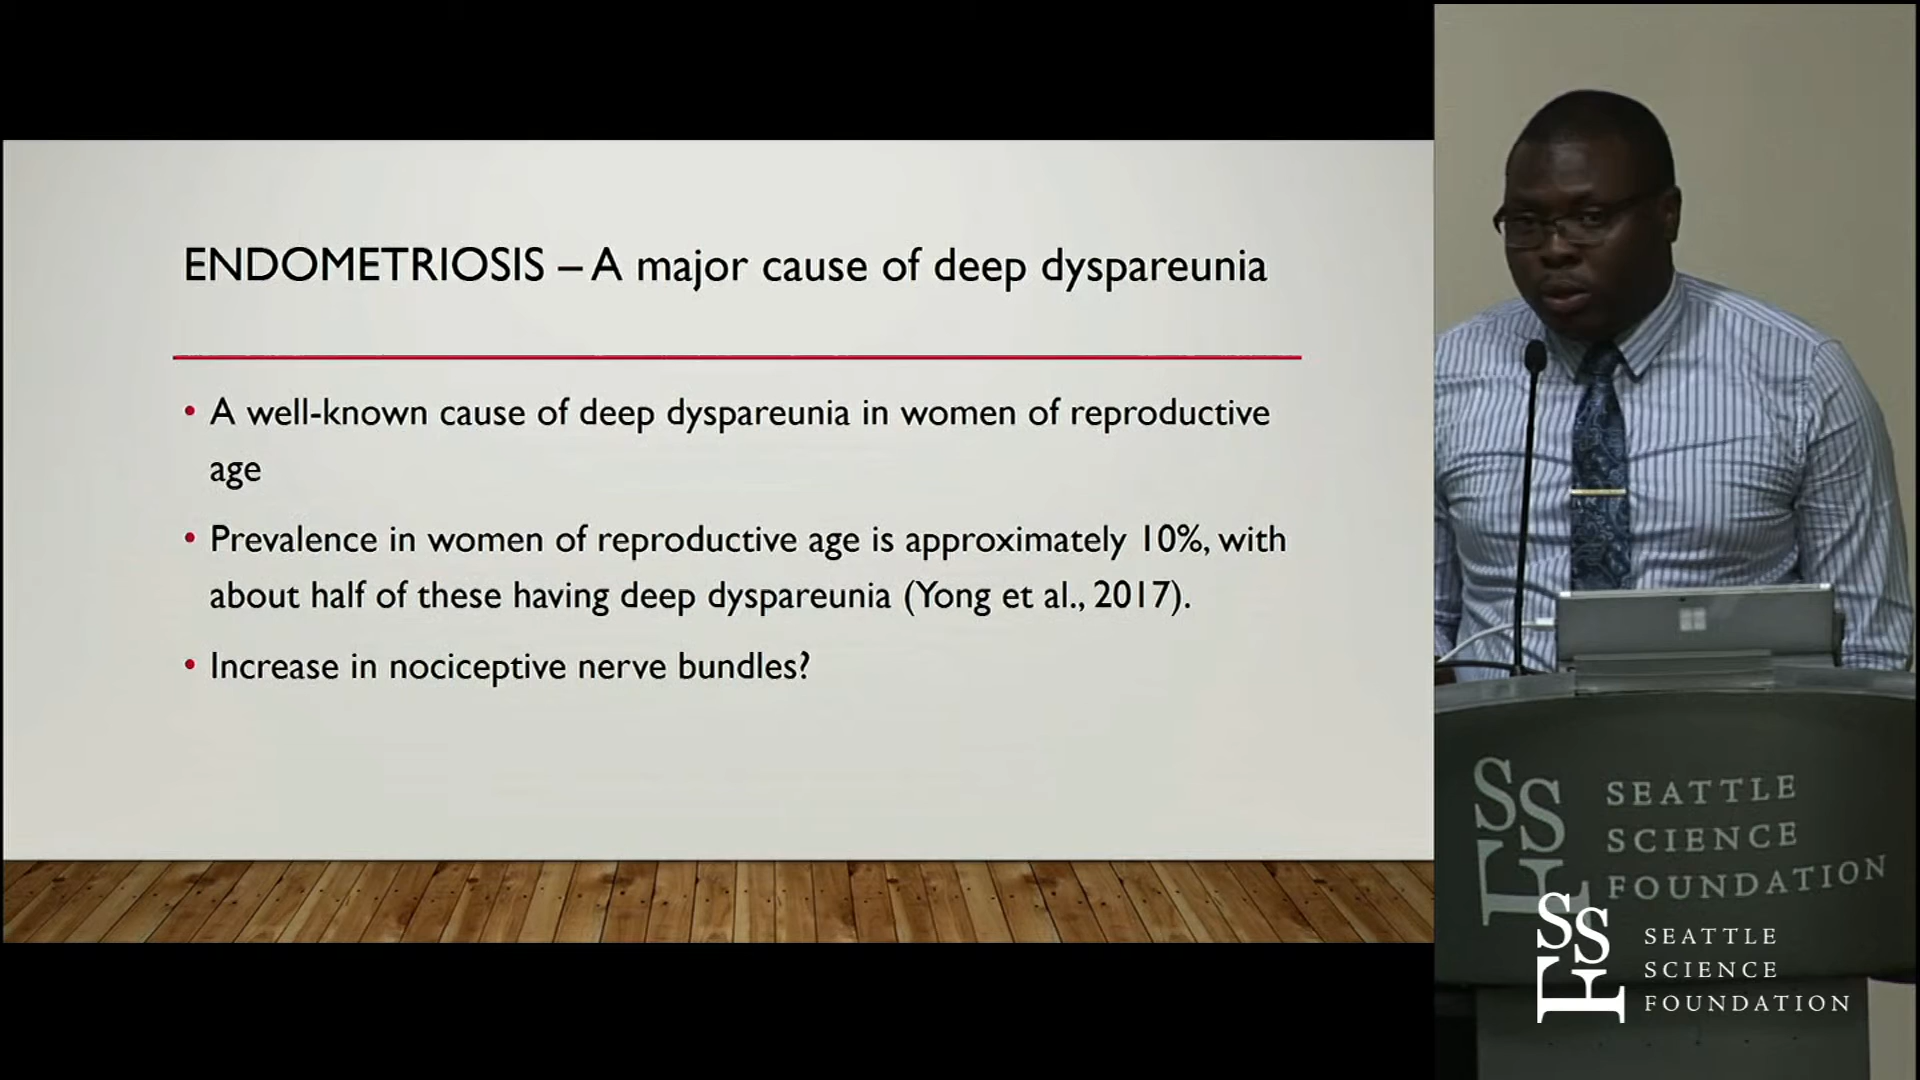 ENDOMETRIOSIS – A major cause of deep dyspareunia
• A well-known cause of deep dyspareunia in women of reproductive
age
• Prevalence in women of reproductive age is approximately 10%, with
about half of these having deep dyspareunia (Yong et al., 2017).
• Increase in nociceptive nerve bundles?
SSF
SEATTLE
SCIENCE
FOUNDATION
SSF
SEATTLE
SCIENCE
FOUNDATION